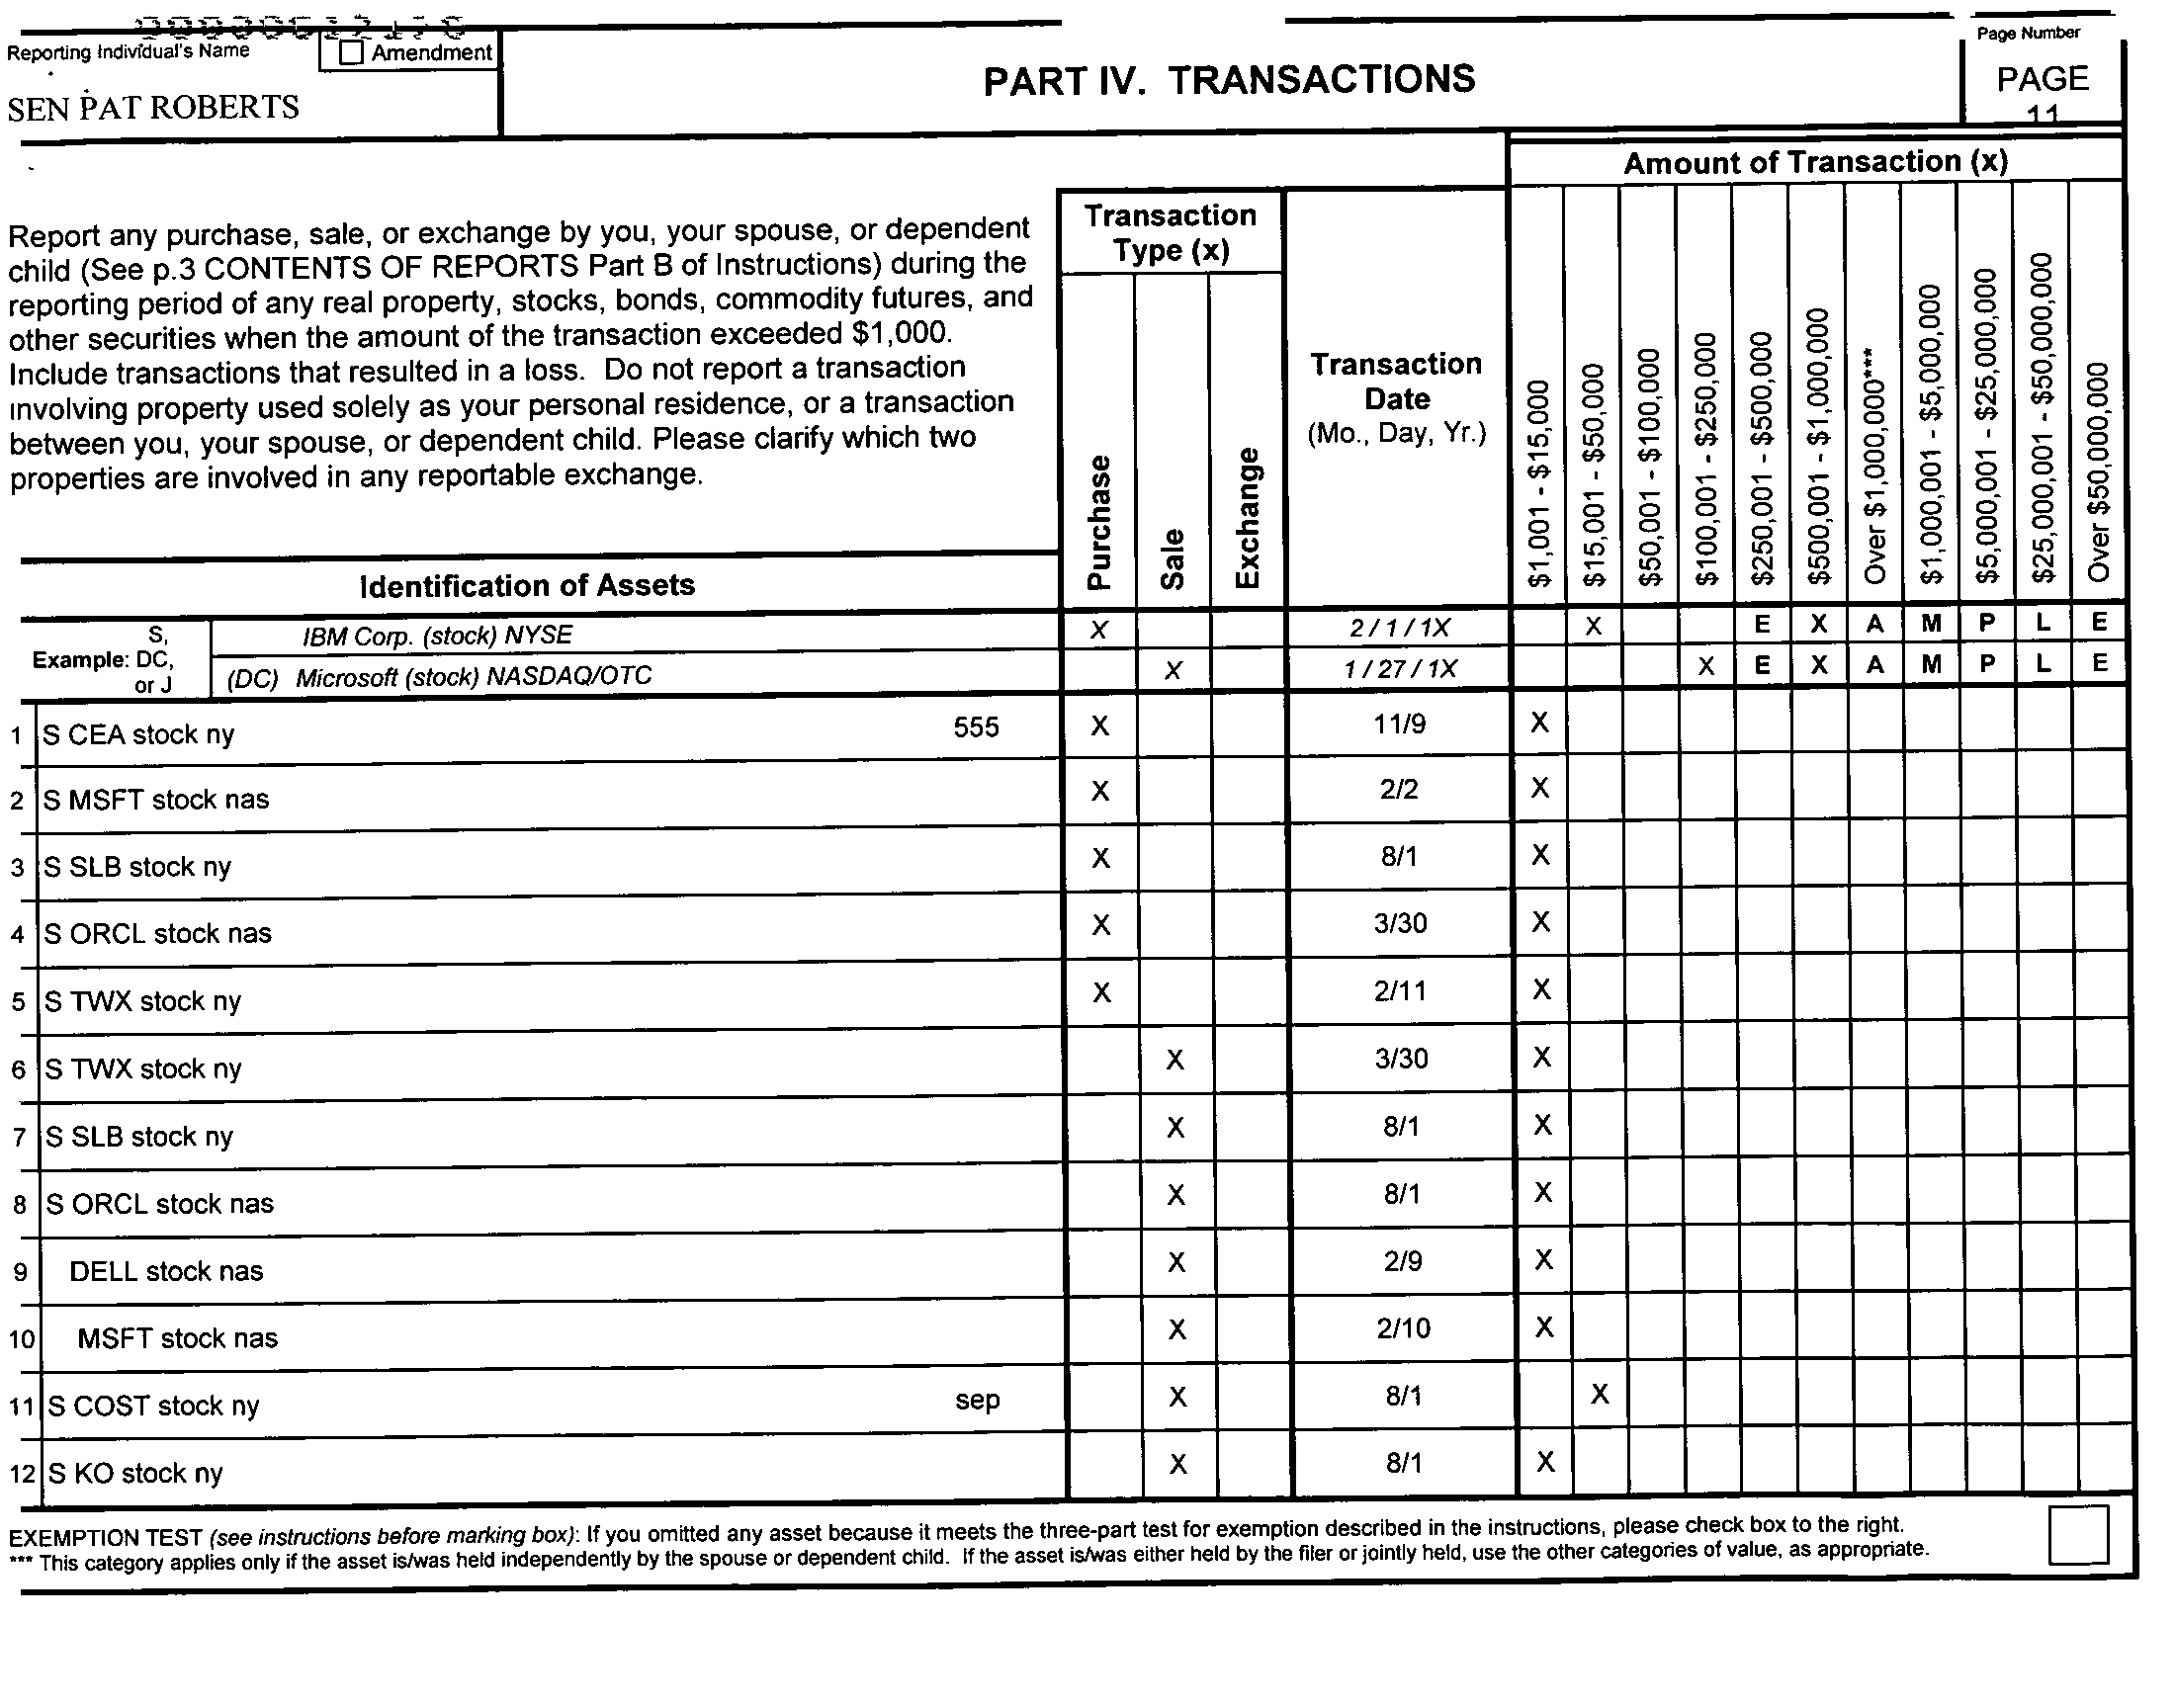 Reporting Individual's Name
Amendment
SEN PAT ROBERTS
PART IV. TRANSACTIONS
Page Number
PAGE
11
Amount of Transaction (x)
Report any purchase, sale, or exchange by you, your spouse, or dependent
child (See p.3 CONTENTS OF REPORTS Part B of Instructions) during the
reporting period of any real property, stocks, bonds, commodity futures, and
other securities when the amount of the transaction exceeded $1,000.
Include transactions that resulted in a loss. Do not report a transaction
involving property used solely as your personal residence, or a transaction
between you, your spouse, or dependent child. Please clarify which two
properties are involved in any reportable exchange.
Transaction
Type (x)
Purchase
Sale
Exchange
Transaction
Date
(Mo., Day, Yr.)
$1,001 - $15,000
$15,001 - $50,000
$50,001 - $100,000
$100,001 - $250,000
$250,001 - $500,000
$500,001 - $1,000,000
Over $1,000,000***
$1,000,001 - $5,000,000
$5,000,001 - $25,000,000
$25,000,001 - $50,000,000
Over $50,000,000
Identification of Assets
Example: S, DC, or J
IBM Corp. (stock) NYSE X 2 / 1 / 1X X E X A M P L E
(DC) Microsoft (stock) NASDAQ/OTC X 1 / 27 / 1X X E X A M P L E
1 S CEA stock ny 555 X 11/9 X
2 S MSFT stock nas X 2/2 X
3 S SLB stock ny X 8/1 X
4 S ORCL stock nas X 3/30 X
5 S TWX stock ny X 2/11 X
6 S TWX stock ny X 3/30 X
7 S SLB stock ny X 8/1 X
8 S ORCL stock nas X 8/1 X
9 DELL stock nas X 2/9 X
10 MSFT stock nas X 2/10 X
11 S COST stock ny sep X 8/1 X
12 S KO stock ny X 8/1 X
EXEMPTION TEST (see instructions before marking box): If you omitted any asset because it meets the three-part test for exemption described in the instructions, please check box to the right.
*** This category applies only if the asset is/was held independently by the spouse or dependent child. If the asset is/was either held by the filer or jointly held, use the other categories of value, as appropriate.